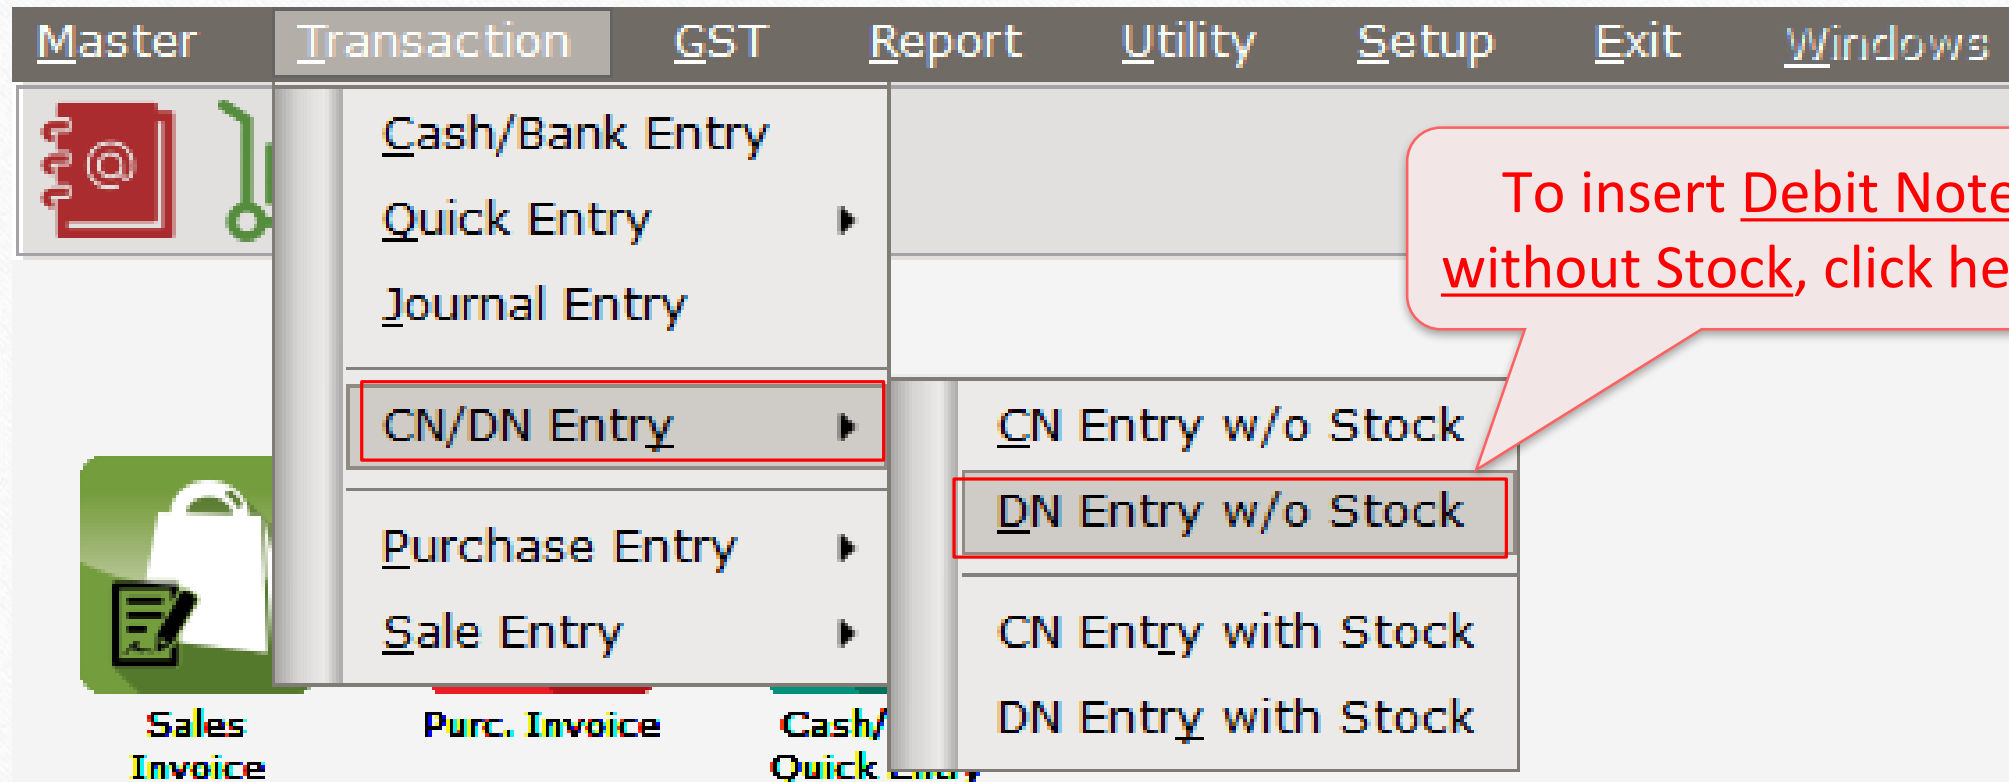 Master Transaction GST Report Utility Setup Exit Windows
Cash/Bank Entry
Quick Entry
Journal Entry
CN/DN Entry
Purchase Entry
Sale Entry
To insert Debit Note
without Stock, click he
CN Entry w/o Stock
DN Entry w/o Stock
CN Entry with Stock
DN Entry with Stock
Sales
Invoice
Purc. Invoice
Cash/
Quick Entry